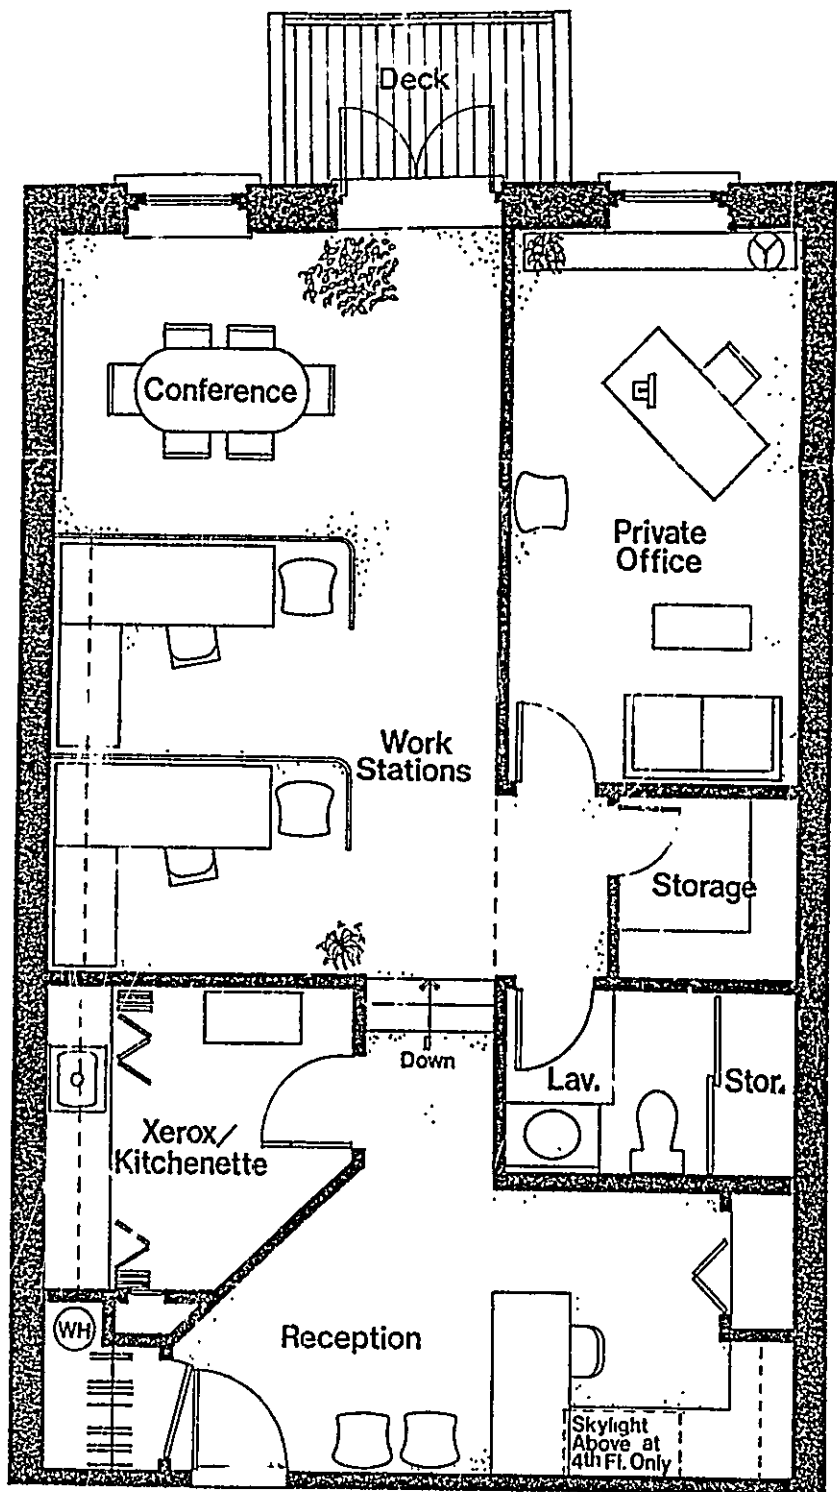 Deck
Conference
Private
Office
Work
Stations
Storage
Down
Lav.
Stor.
Xerox/
Kitchenette
WH
Reception
Skylight
Above at
4th Fl. Only